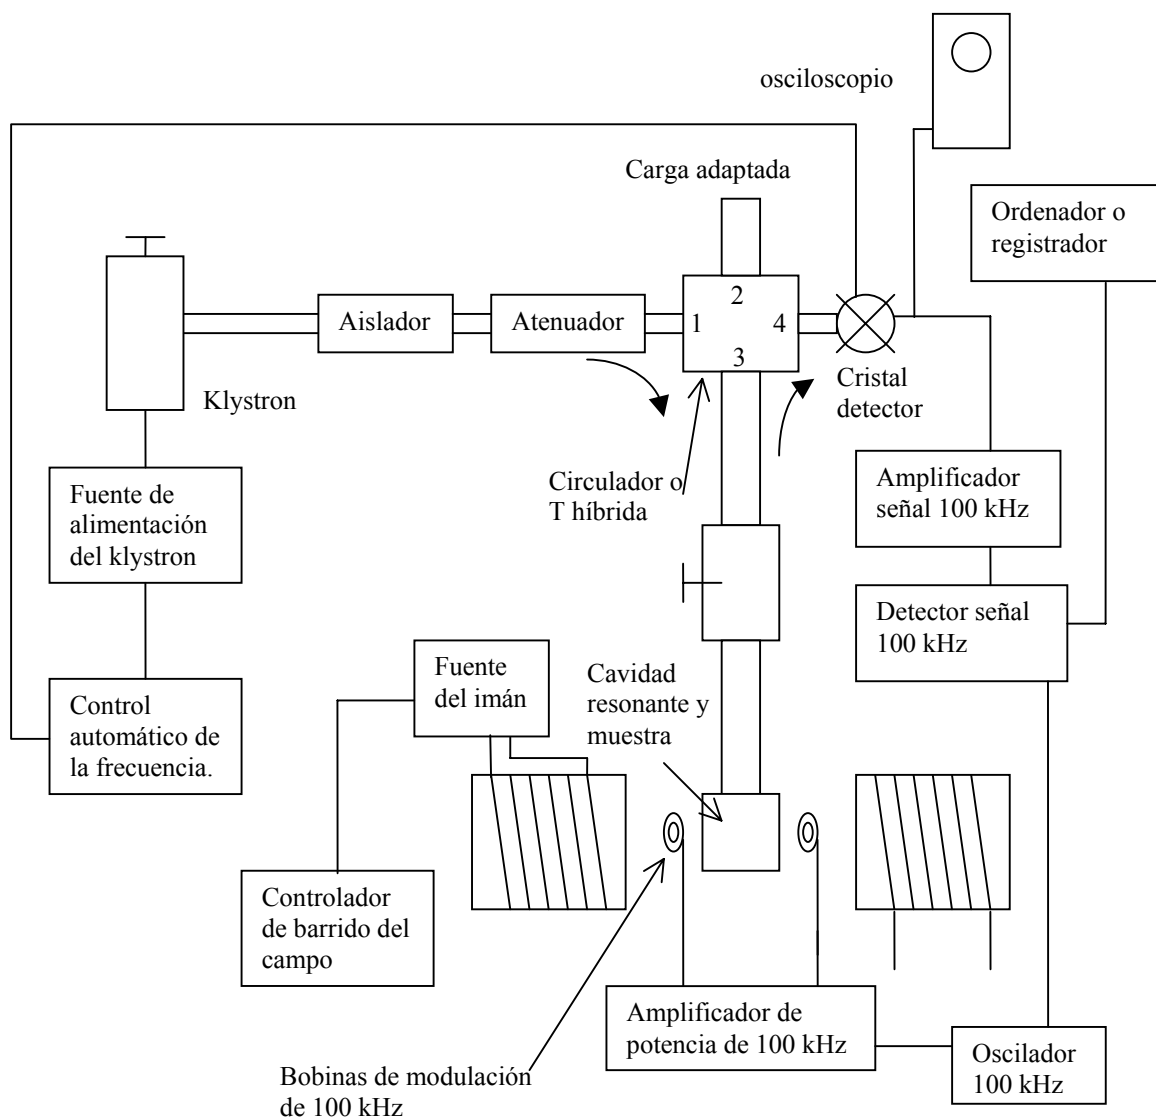 osciloscopio
Carga adaptada
Ordenador o
registrador
Aislador
Atenuador
1
2
3
4
Klystron
Cristal
detector
Circulador o
T híbrida
Fuente de
alimentación
del klystron
Amplificador
señal 100 kHz
Detector señal
100 kHz
Fuente
del imán
Cavidad
resonante y
muestra
Control
automático de
la frecuencia.
Controlador
de barrido del
campo
Amplificador de
potencia de 100 kHz
Oscilador
100 kHz
Bobinas de modulación
de 100 kHz